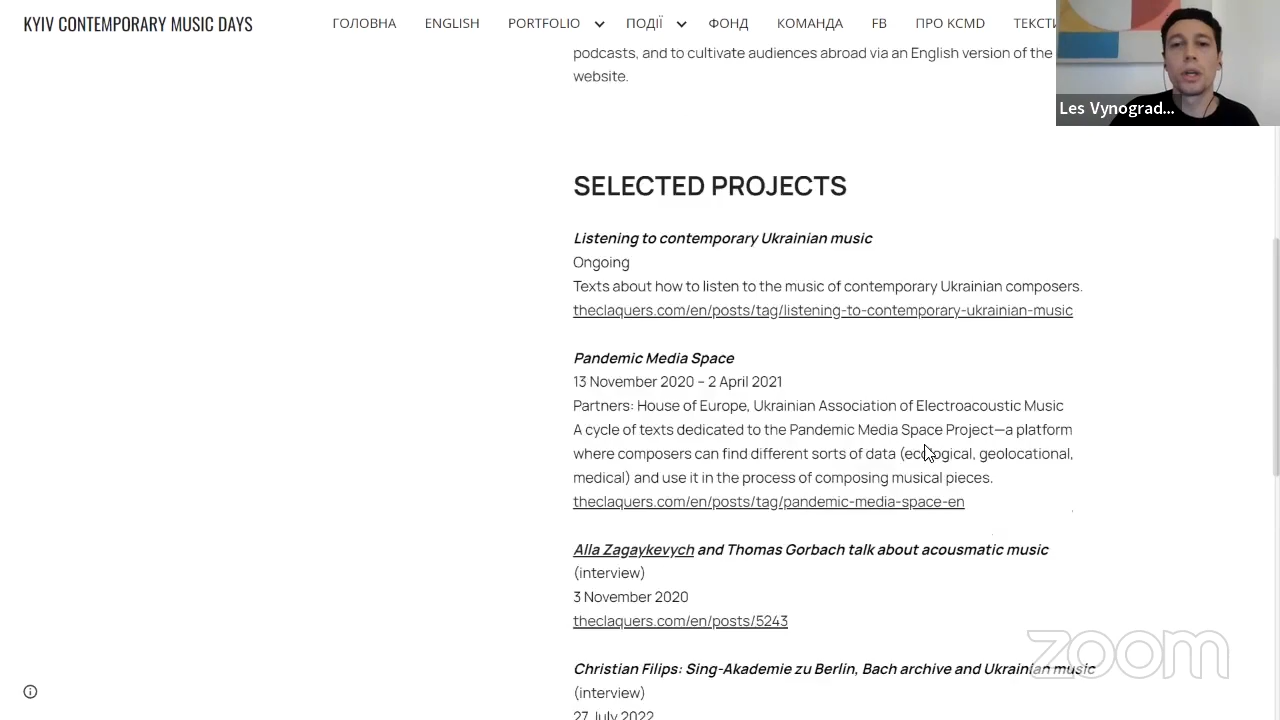 KYIV CONTEMPORARY MUSIC DAYS
ГОЛОВНА ENGLISH PORTFOLIO ПОДІЇ ФОНД КОМАНДА FB ПРО KCMD ТЕКСТИ
podcasts, and to cultivate audiences abroad via an English version of the
website.
Les Vynograd...
SELECTED PROJECTS
Listening to contemporary Ukrainian music
Ongoing
Texts about how to listen to the music of contemporary Ukrainian composers.
theclaquers.com/en/posts/tag/listening-to-contemporary-ukrainian-music
Pandemic Media Space
13 November 2020 – 2 April 2021
Partners: House of Europe, Ukrainian Association of Electroacoustic Music
A cycle of texts dedicated to the Pandemic Media Space Project—a platform
where composers can find different sorts of data (ecological, geolocational,
medical) and use it in the process of composing musical pieces.
theclaquers.com/en/posts/tag/pandemic-media-space-en
Alla Zagaykevych and Thomas Gorbach talk about acousmatic music
(interview)
3 November 2020
theclaquers.com/en/posts/5243
zoom
Christian Filips: Sing-Akademie zu Berlin, Bach archive and Ukrainian music
(interview)
27 July 2022